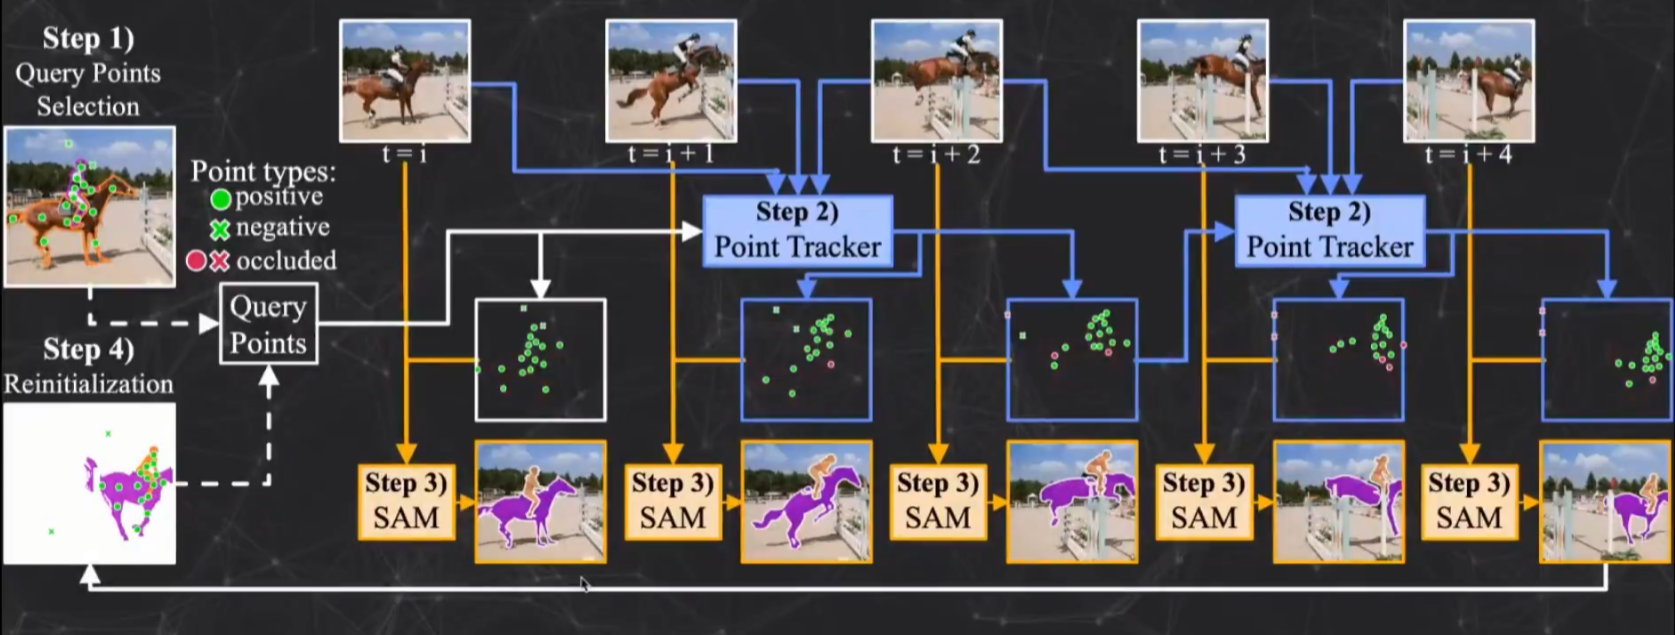 Step 1)
Query Points
Selection
Point types:
positive
negative
occluded
Query
Points
Step 4)
Reinitialization
t = i
t = i + 1
t = i + 2
t = i + 3
t = i + 4
Step 2)
Point Tracker
Step 2)
Point Tracker
Step 3)
SAM
Step 3)
SAM
Step 3)
SAM
Step 3)
SAM
Step 3)
SAM